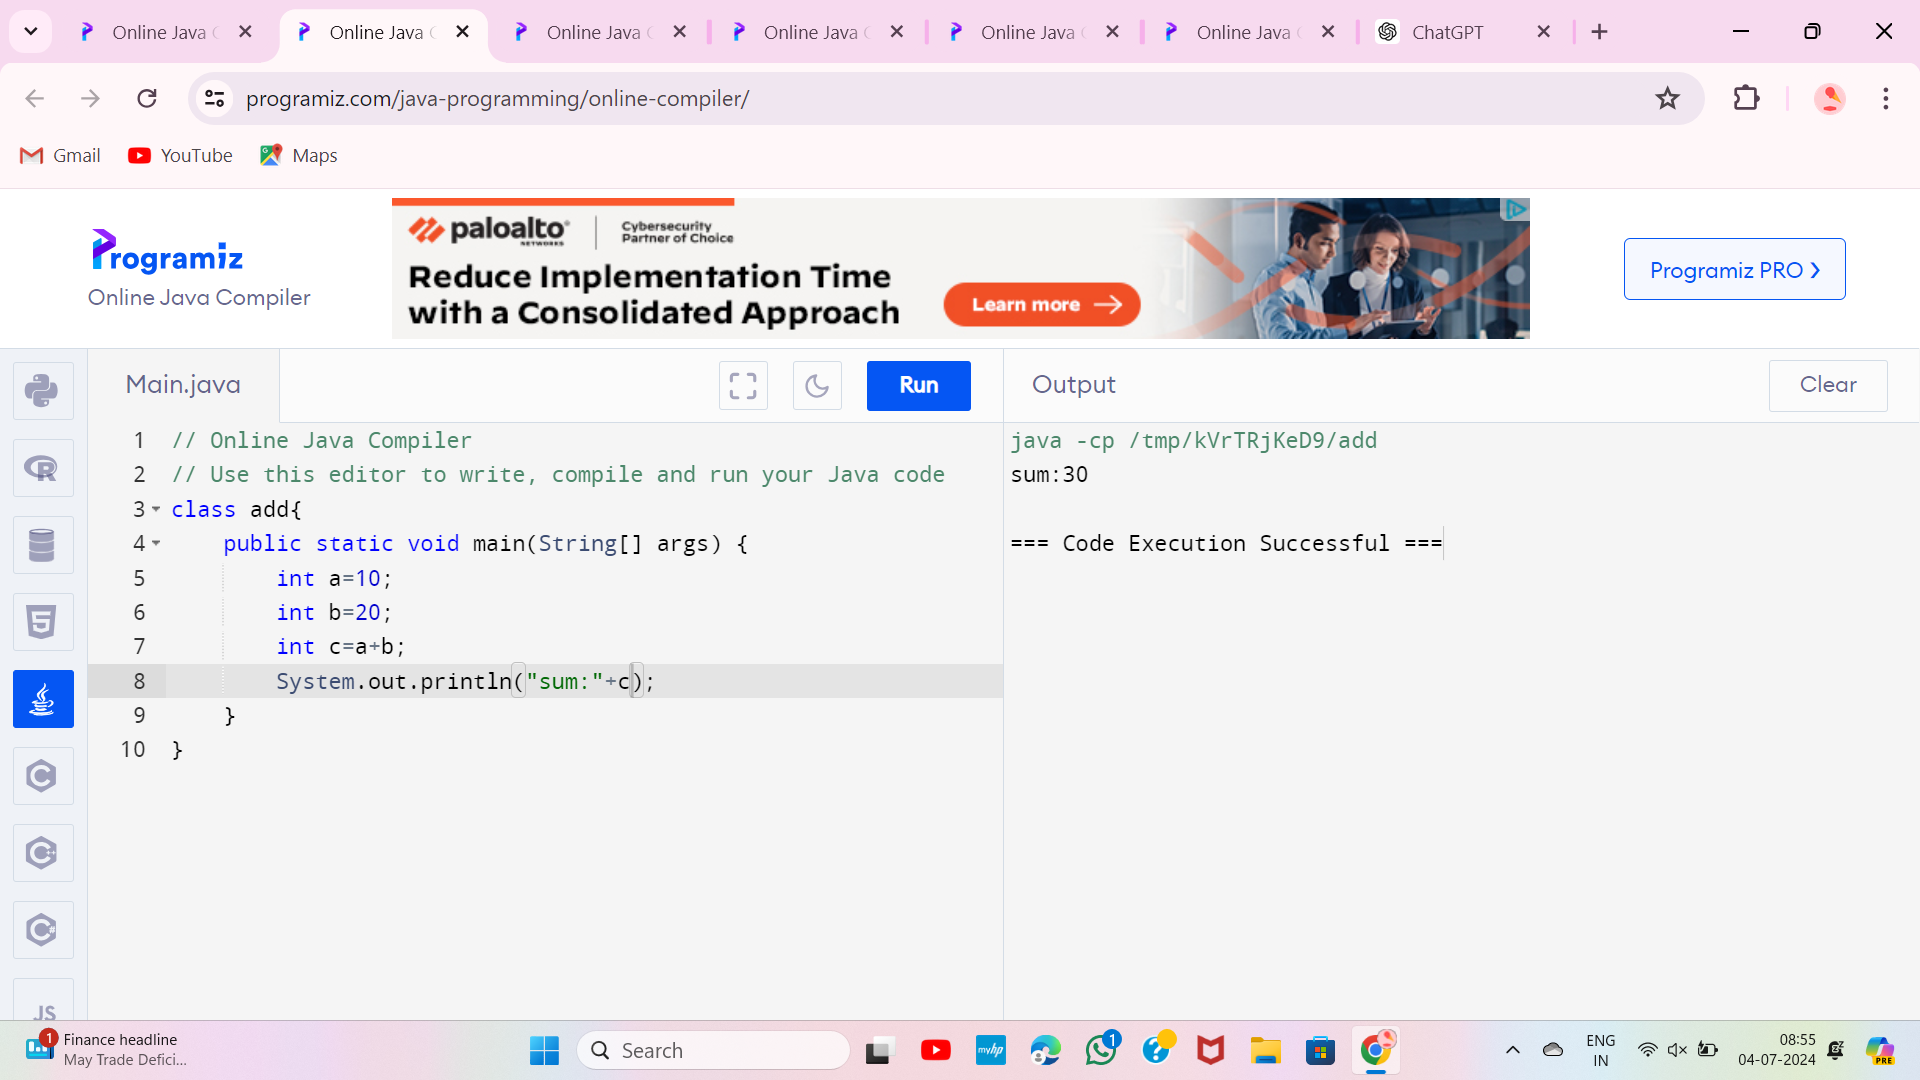 Online Java C
Online Java C
Online Java C
Online Java C
Online Java C
Online Java C
ChatGPT
programiz.com/java-programming/online-compiler/
Gmail
YouTube
Maps
Programiz
Online Java Compiler
paloalto
NETWORKS
Cybersecurity
Partner of Choice
Reduce Implementation Time
with a Consolidated Approach
Learn more
Programiz PRO
Main.java
Run
Output
Clear
1 // Online Java Compiler
2 // Use this editor to write, compile and run your Java code
3 class add{
4 public static void main(String[] args) {
5 int a=10;
6 int b=20;
7 int c=a+b;
8 System.out.println("sum:"+c);
9 }
10 }
java -cp /tmp/kVrTRjKeD9/add
sum:30
=== Code Execution Successful ===
R
5
C
C++
C#
JS
1
Finance headline
May Trade Defici...
Search
myhp
1
ENG
IN
08:55
04-07-2024
PRE